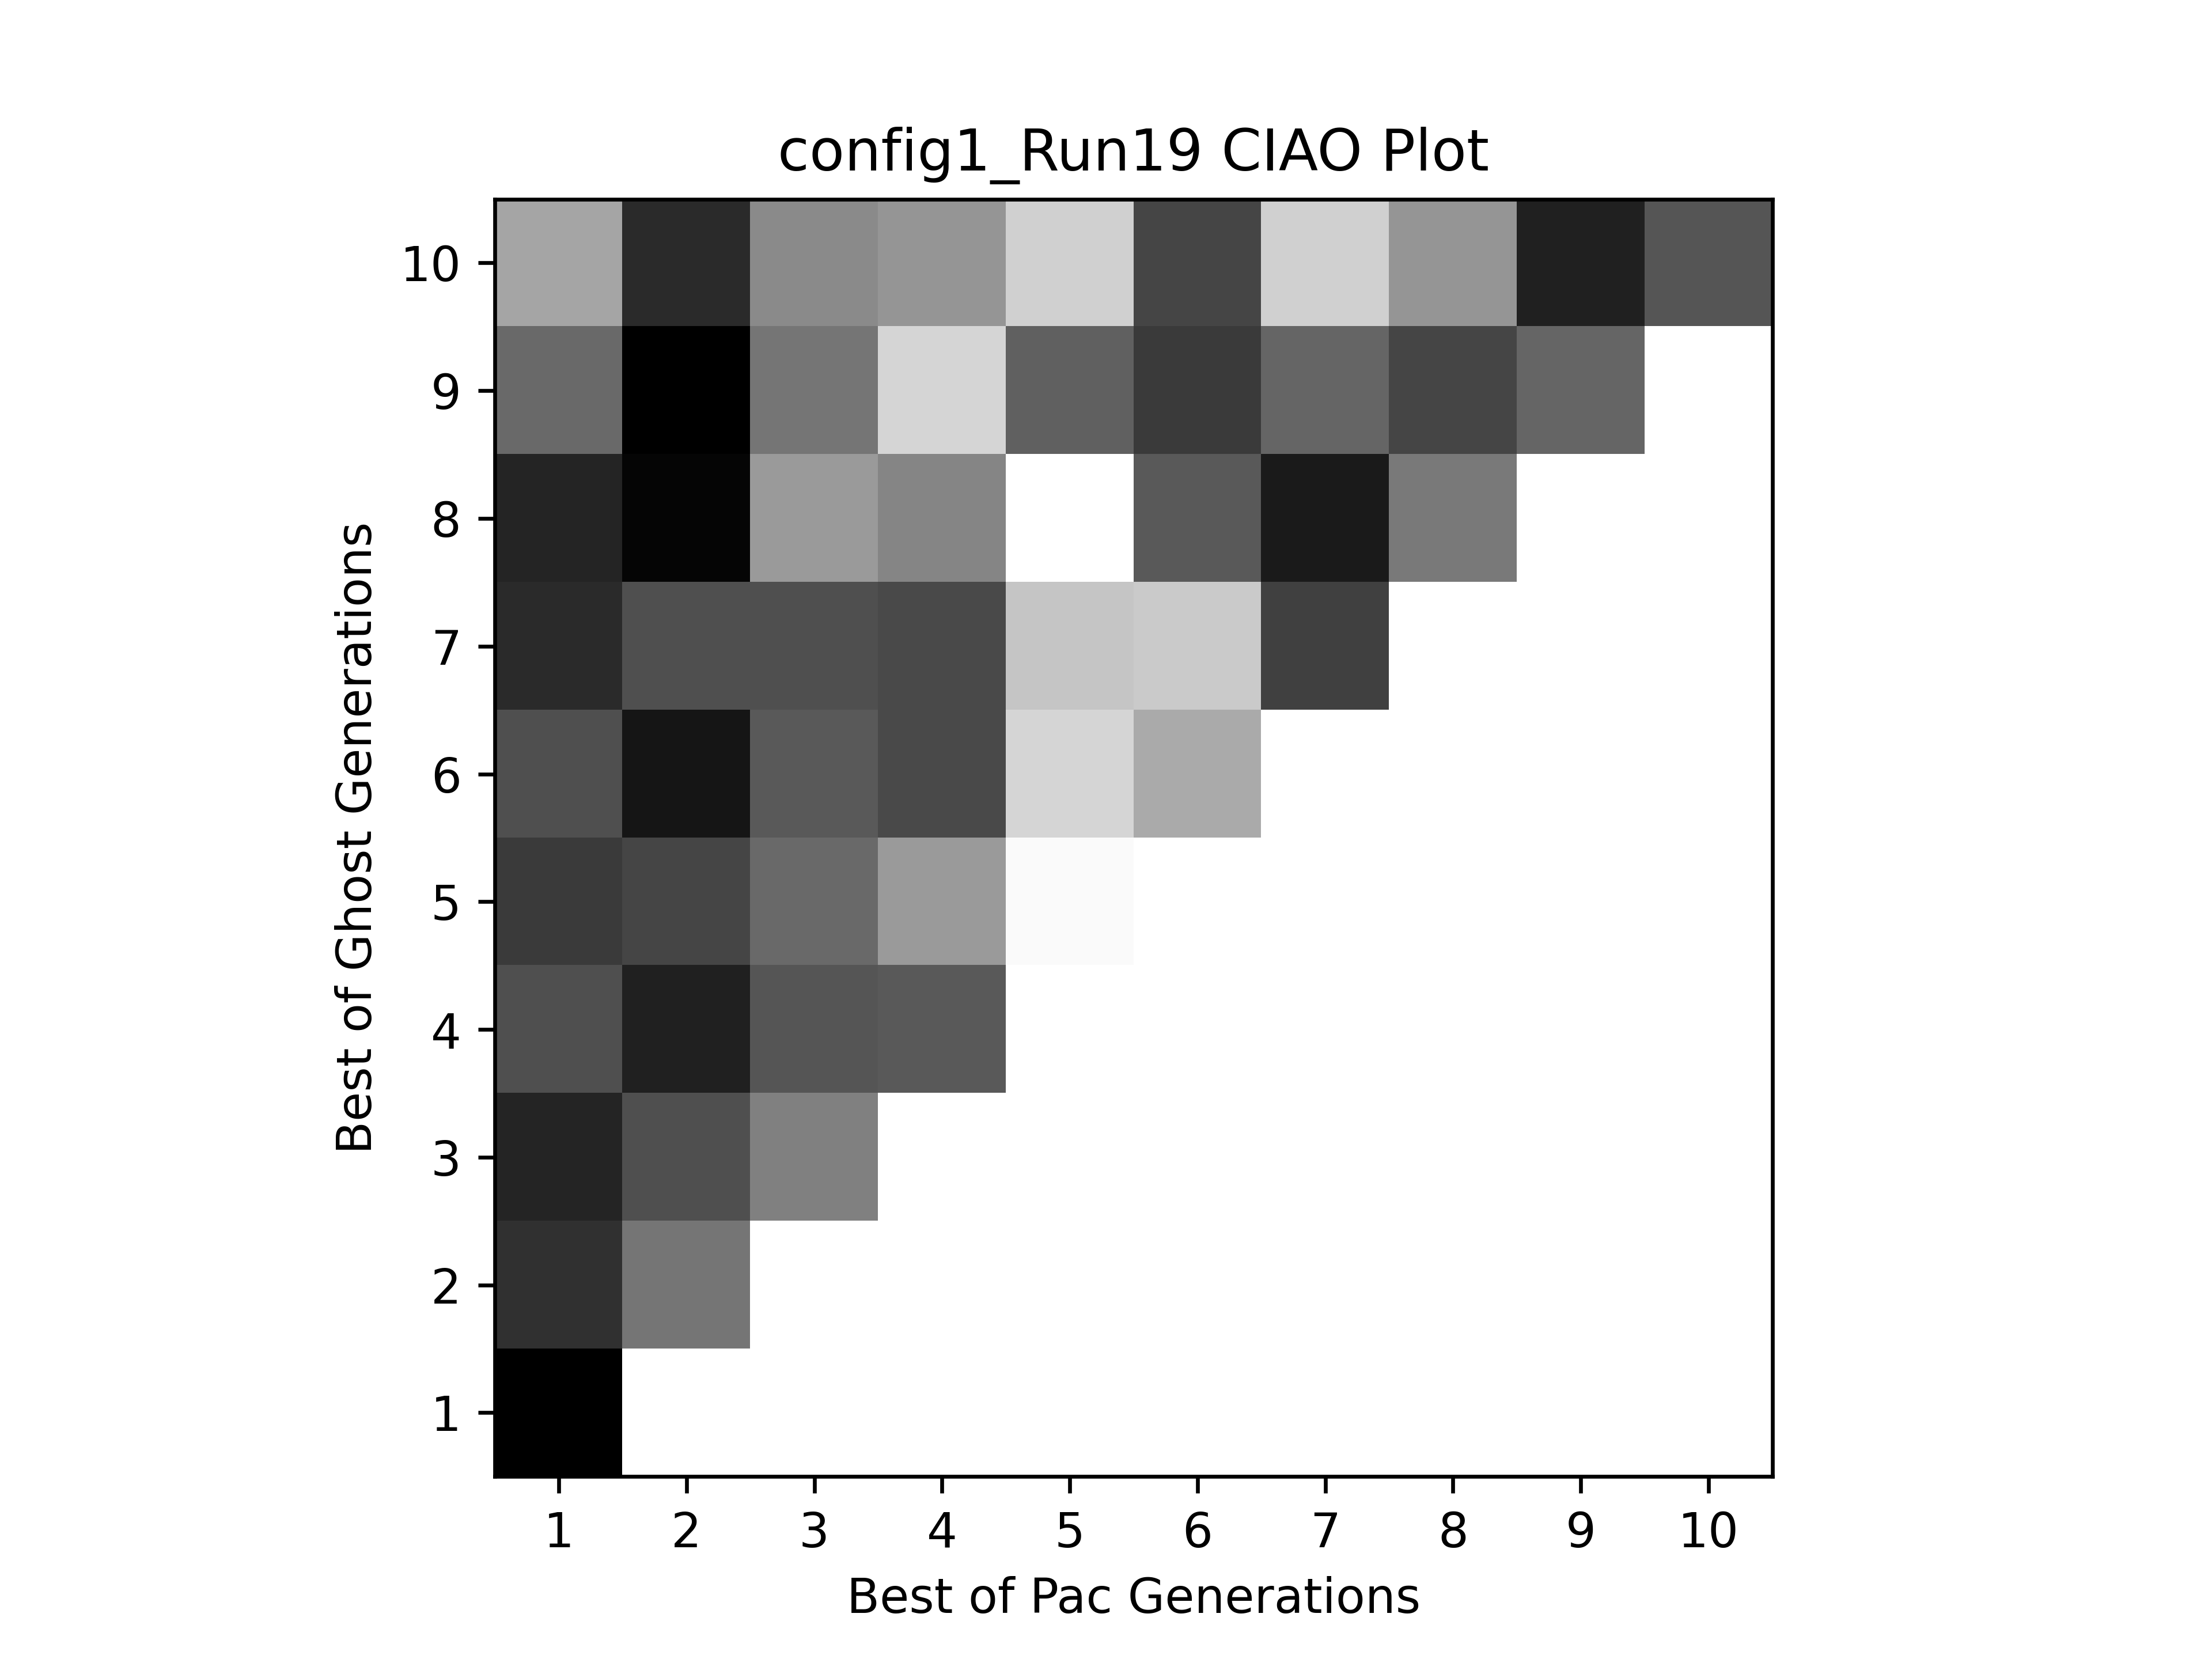 config1_Run19 CIAO Plot
Best of Ghost Generations
10
9
8
7
6
5
4
3
2
1
1 2 3 4 5 6 7 8 9 10
Best of Pac Generations